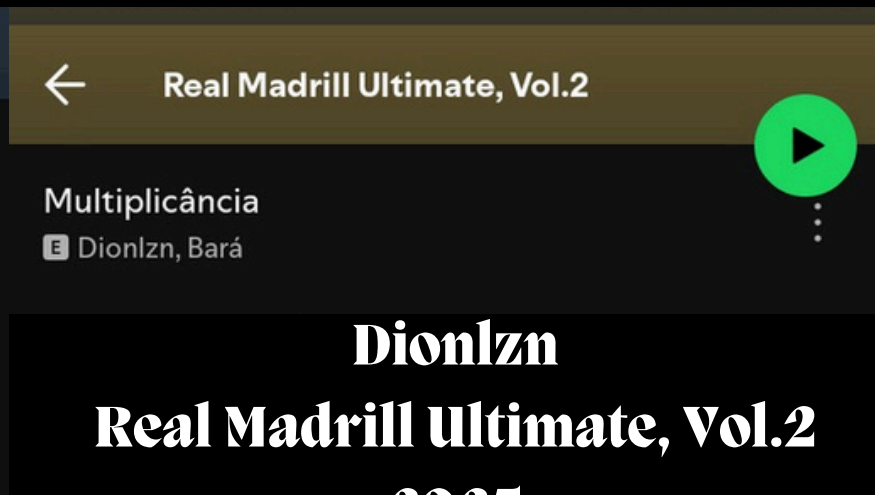 Real Madrill Ultimate, Vol.2
Multiplicância
E Dionlzn, Bará
Dionlzn
Real Madrill Ultimate, Vol.2